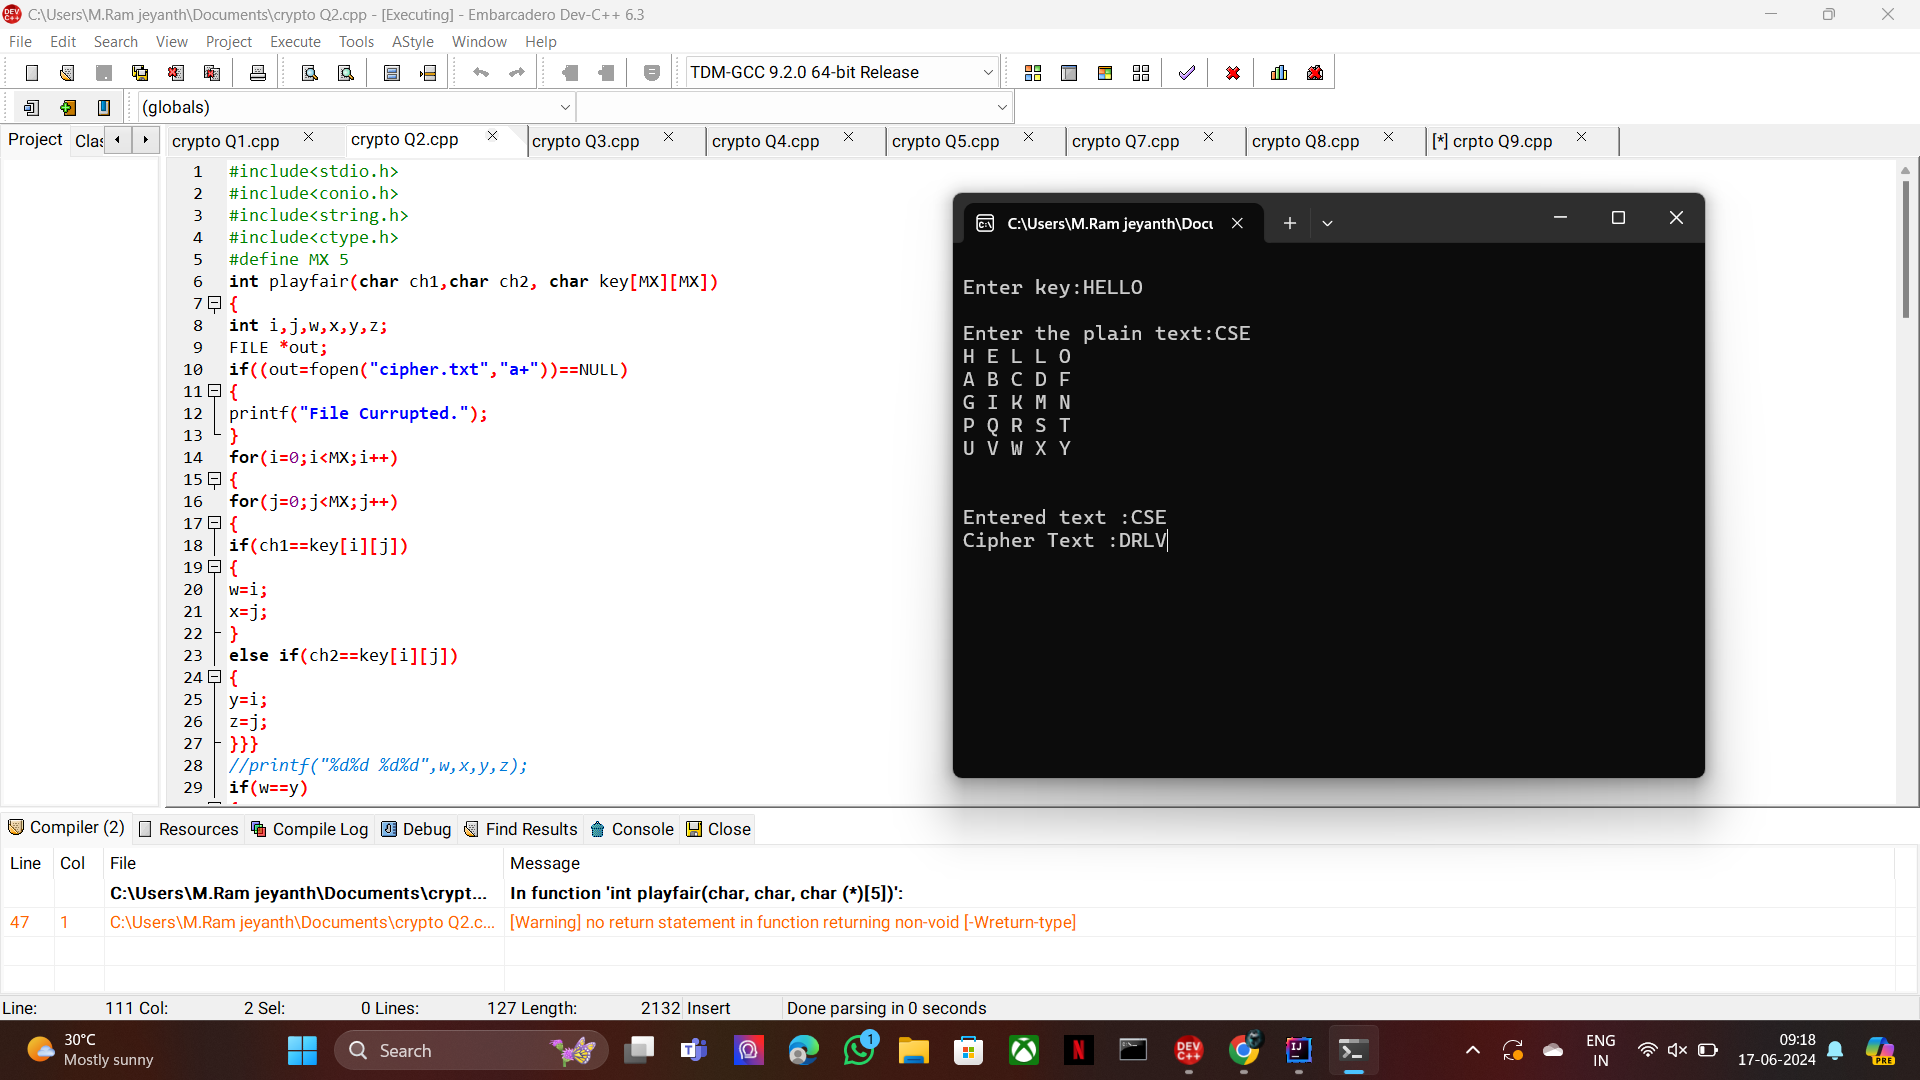 C:\Users\M.Ram jeyanth\Documents\crypto Q2.cpp - [Executing] - Embarcadero Dev-C++ 6.3
File Edit Search View Project Execute Tools AStyle Window Help
TDM-GCC 9.2.0 64-bit Release
(globals)
Project Clas crypto Q1.cpp crypto Q2.cpp crypto Q3.cpp crypto Q4.cpp crypto Q5.cpp crypto Q7.cpp crypto Q8.cpp [*] crpto Q9.cpp
1 #include<stdio.h>
2 #include<conio.h>
3 #include<string.h>
4 #include<ctype.h>
5 #define MX 5
6 int playfair(char ch1,char ch2, char key[MX][MX])
7 {
8 int i,j,w,x,y,z;
9 FILE *out;
10 if((out=fopen("cipher.txt","a+"))==NULL)
11 {
12 printf("File Currupted.");
13 }
14 for(i=0;i<MX;i++)
15 {
16 for(j=0;j<MX;j++)
17 {
18 if(ch1==key[i][j])
19 {
20 w=i;
21 x=j;
22 }
23 else if(ch2==key[i][j])
24 {
25 y=i;
26 z=j;
27 }}}
28 //printf("%d%d %d%d",w,x,y,z);
29 if(w==y)
C:\Users\M.Ram jeyanth\Docu
Enter key:HELLO
Enter the plain text:CSE
H E L L O
A B C D F
G I K M N
P Q R S T
U V W X Y
Entered text :CSE
Cipher Text :DRLV
Compiler (2) Resources Compile Log Debug Find Results Console Close
Line Col File Message
C:\Users\M.Ram jeyanth\Documents\crypt... In function 'int playfair(char, char, char (*)[5])':
47 1 C:\Users\M.Ram jeyanth\Documents\crypto Q2.c... [Warning] no return statement in function returning non-void [-Wreturn-type]
Line: 111 Col: 2 Sel: 0 Lines: 127 Length: 2132 Insert Done parsing in 0 seconds
30°C
Mostly sunny
Search
1
DEV C++
ENG
IN
09:18
17-06-2024
PRE